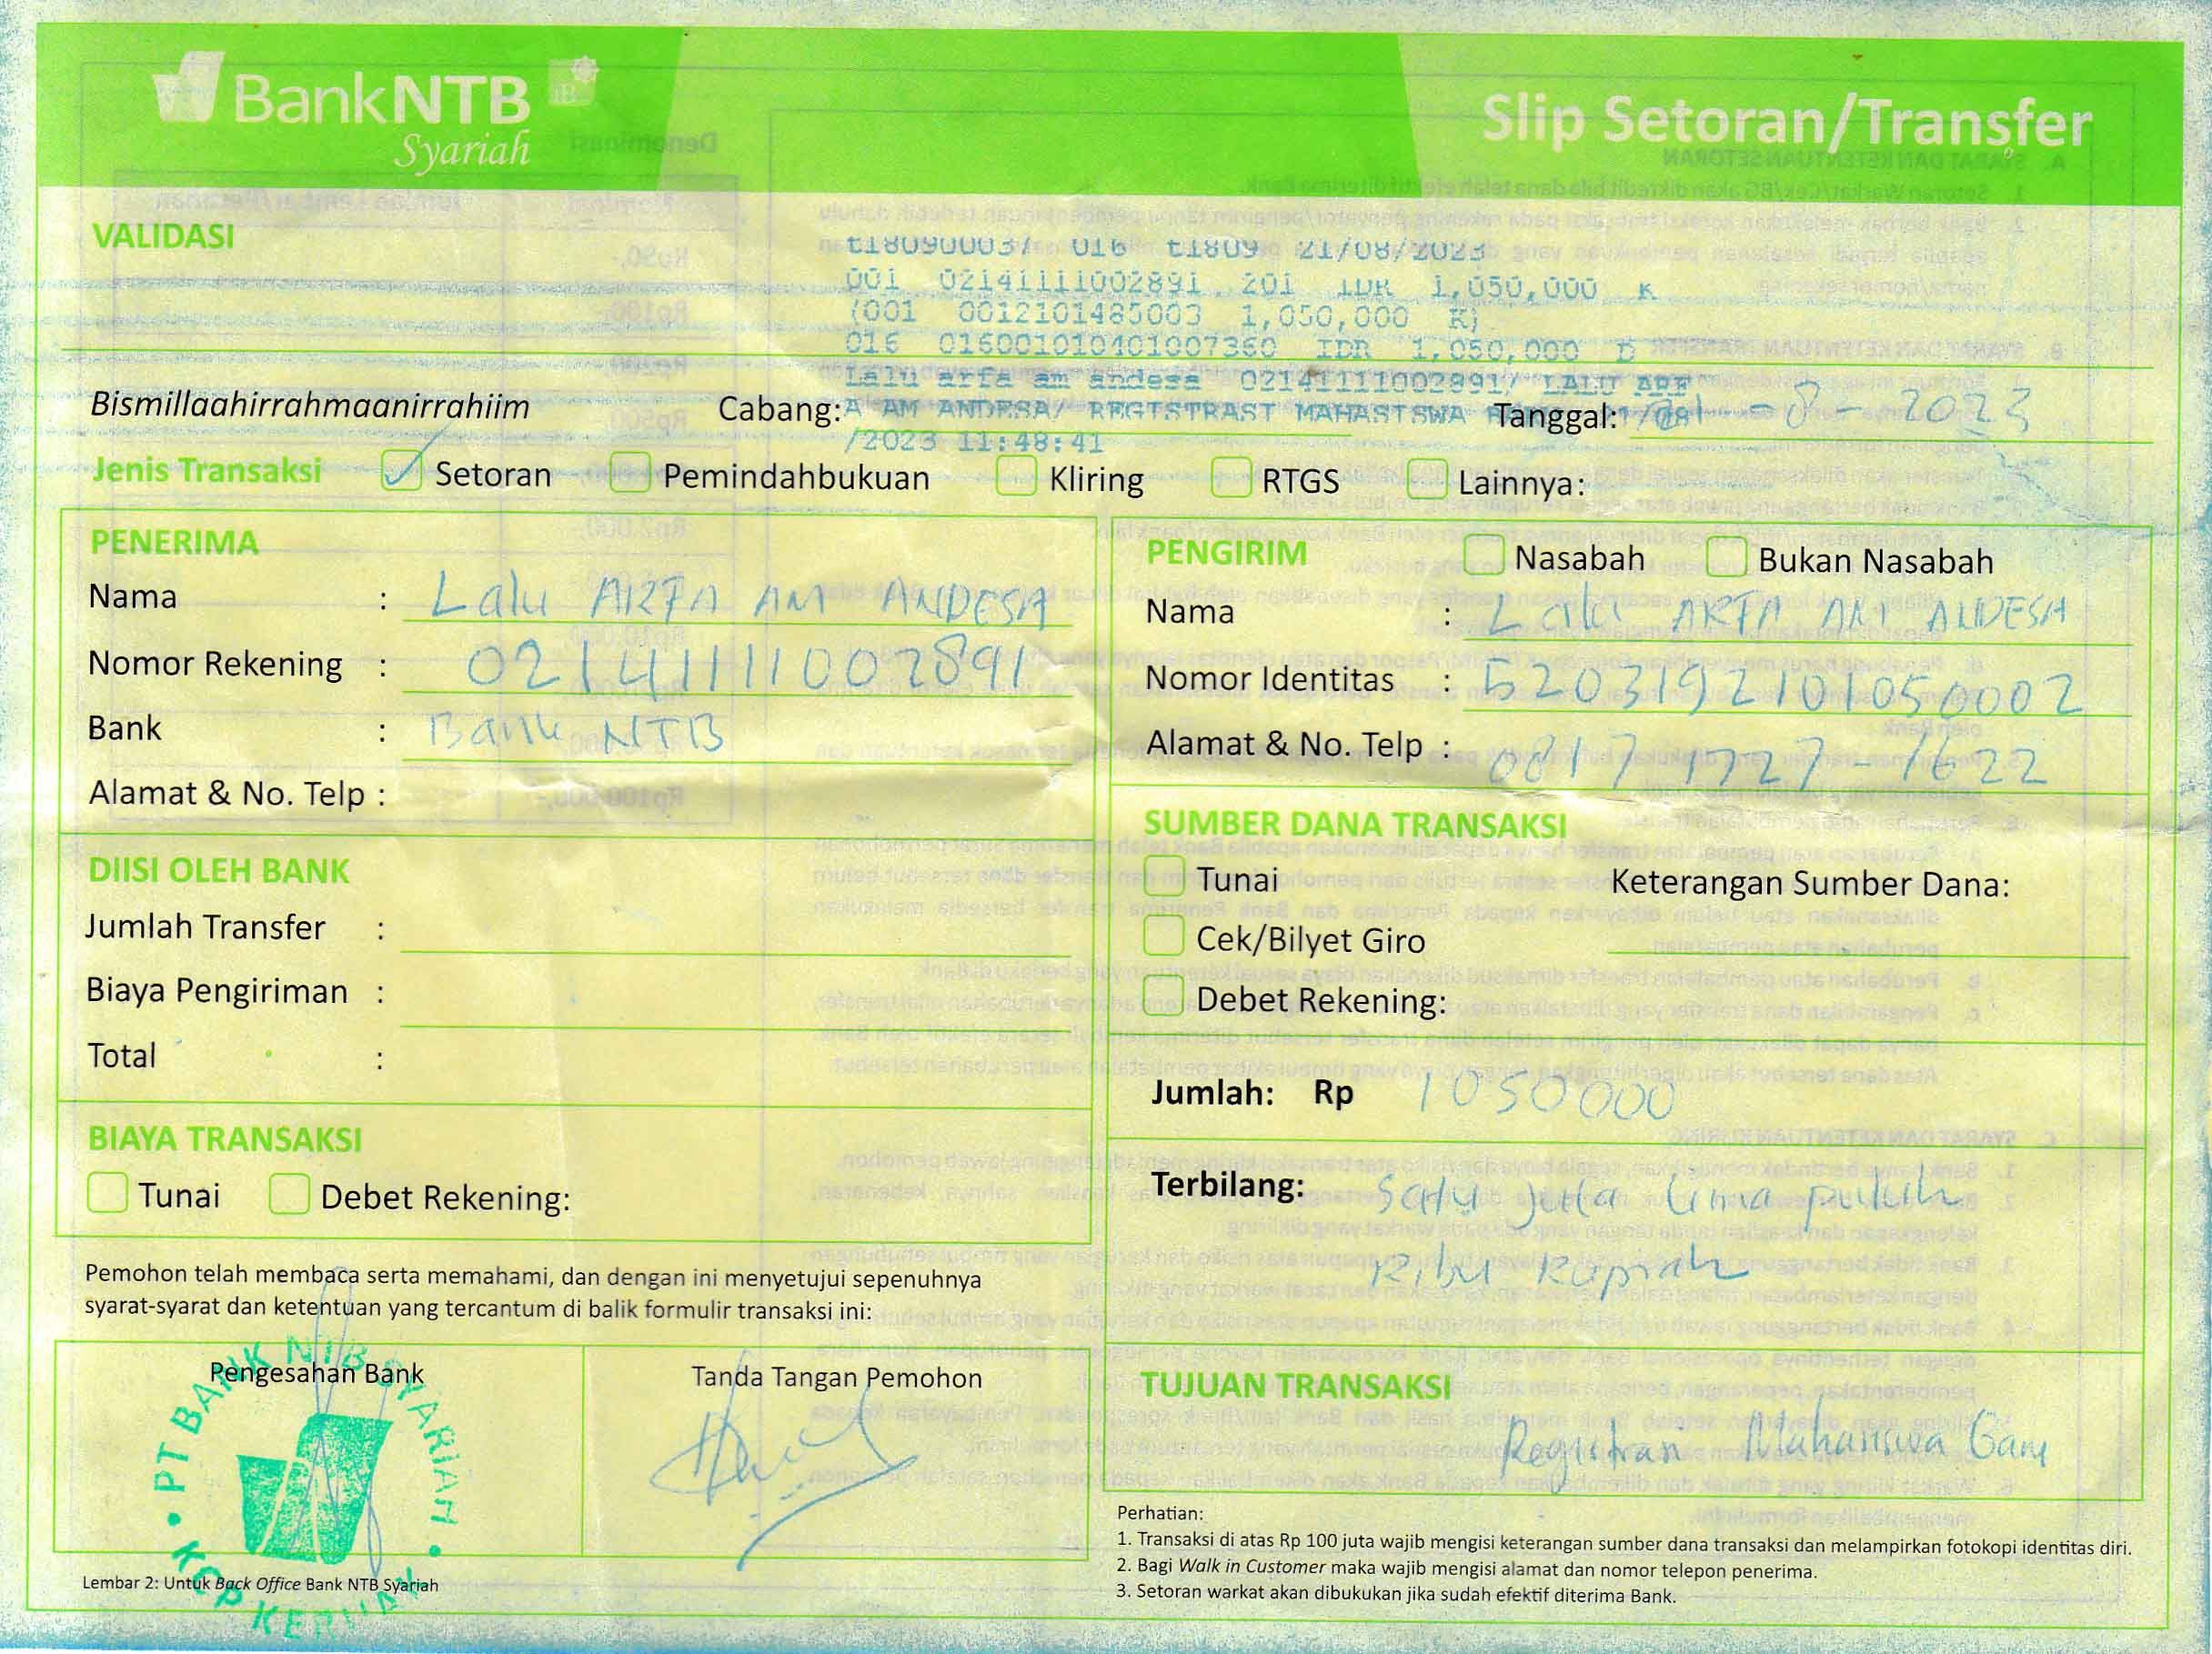 BankNTB
Syariah
Slip Setoran/Transfer
VALIDASI
t180900037 016 t1809 21/08/2023
001 02141111002891 201 IDR 1,050,000 K
(001 0012101485003 1,050,000 K)
016 016001010401007360 IDR 1,050,000 D
Lalu arfa am andesa 02141111002891/ LALU ARF
Bismillaahirrahmaanirrahiim
Cabang: A AM ANDESA/ REGISTRASI MAHASISWA
Tanggal: 21 - 8 - 2023
/2023 11:48:41
Jenis Transaksi Setoran Pemindahbukuan Kliring RTGS Lainnya:
PENERIMA
Nama : Lalu ARFA AM ANDESA
Nomor Rekening : 02141111002891
Bank : Bank NTB
Alamat & No. Telp :
DIISI OLEH BANK
Jumlah Transfer :
Biaya Pengiriman :
Total :
BIAYA TRANSAKSI
Tunai Debet Rekening:
Pemohon telah membaca serta memahami, dan dengan ini menyetujui sepenuhnya
syarat-syarat dan ketentuan yang tercantum di balik formulir transaksi ini:
Pengesahan Bank
PT BANK NTB SYARIAH
KCP KERUAK
Tanda Tangan Pemohon
Lembar 2: Untuk Back Office Bank NTB Syariah
PENGIRIM Nasabah Bukan Nasabah
Nama : Lalu ARFA AM ANDESA
Nomor Identitas : 5203192101050002
Alamat & No. Telp : 0817 1727-1622
SUMBER DANA TRANSAKSI
Tunai
Keterangan Sumber Dana:
Cek/Bilyet Giro
Debet Rekening:
Jumlah: Rp 1050000
Terbilang: Satu Juta Lima puluh
Ribu Rupiah
TUJUAN TRANSAKSI
Registrasi Mahasiswa Baru
Perhatian:
1. Transaksi di atas Rp 100 juta wajib mengisi keterangan sumber dana transaksi dan melampirkan fotokopi identitas diri.
2. Bagi Walk in Customer maka wajib mengisi alamat dan nomor telepon penerima.
3. Setoran warkat akan dibukukan jika sudah efektif diterima Bank.